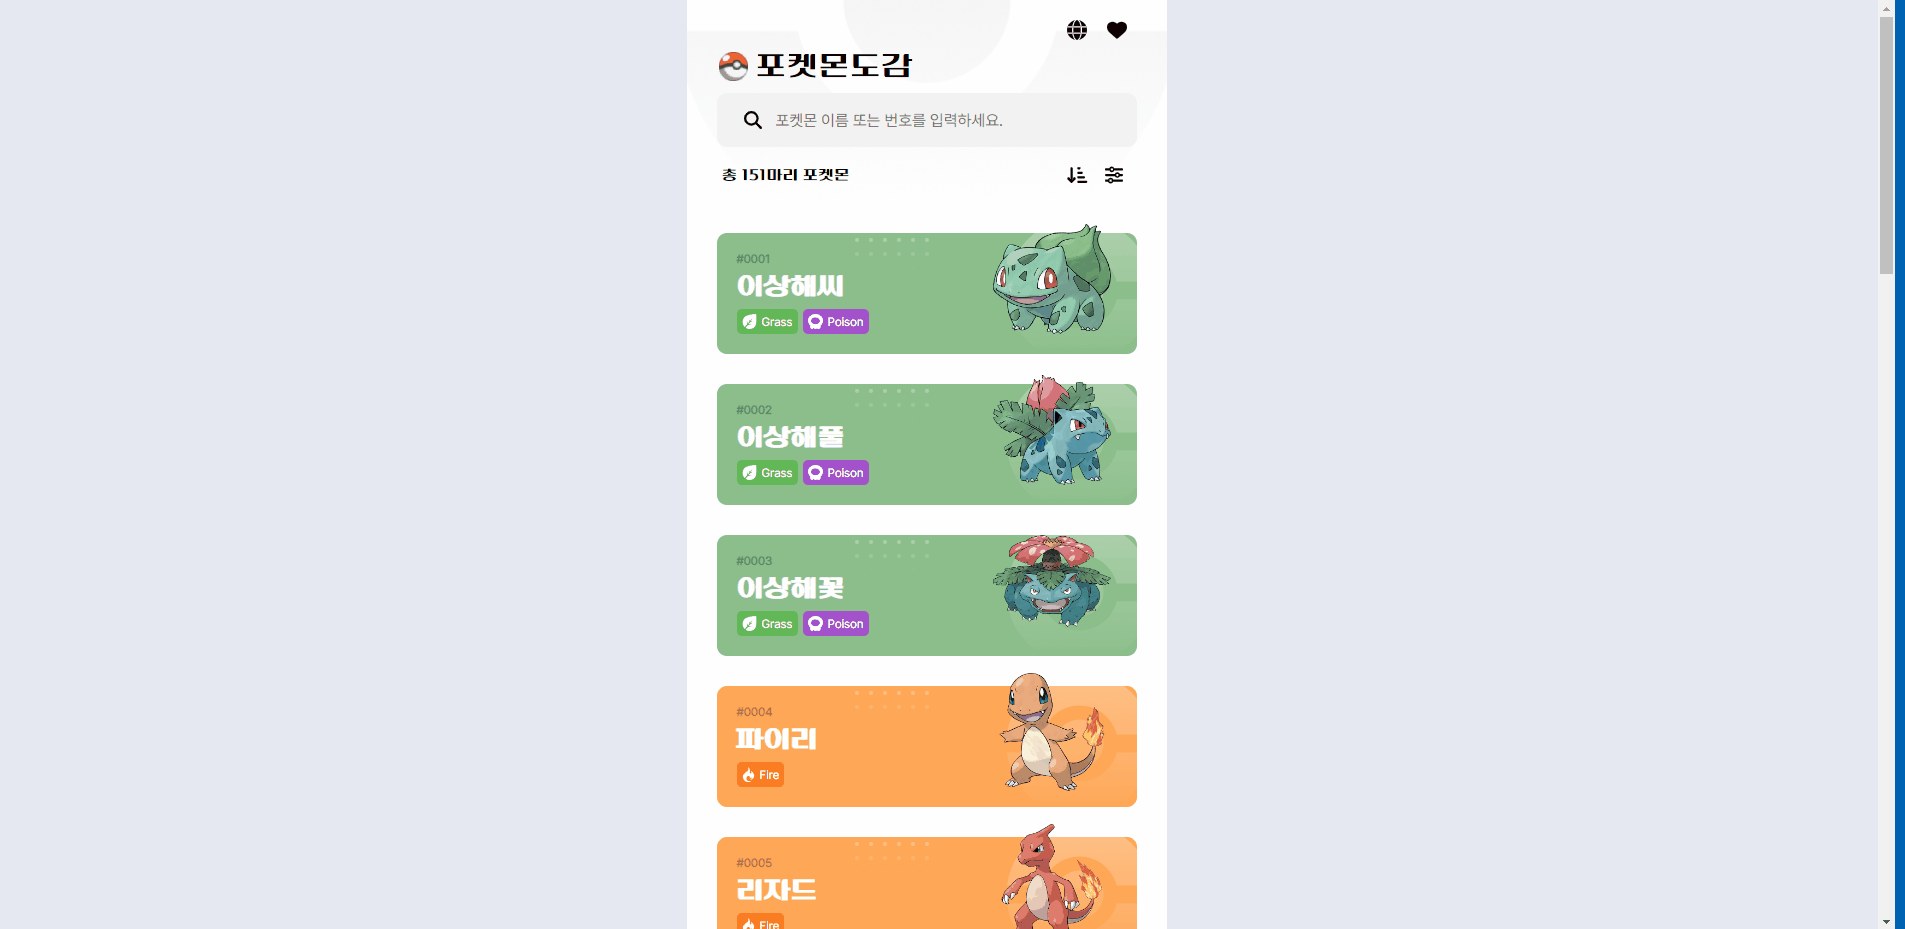 포켓몬도감
포켓몬 이름 또는 번호를 입력하세요.
총 151마리 포켓몬
#0001
이상해씨
Grass Poison
#0002
이상해풀
Grass Poison
#0003
이상해꽃
Grass Poison
#0004
파이리
Fire
#0005
리자드
Fire